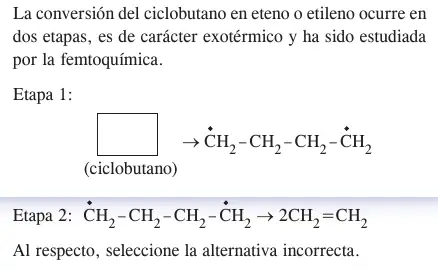 La conversión del ciclobutano en eteno o etileno ocurre en
dos etapas, es de carácter exotérmico y ha sido estudiada
por la femtoquímica.
Etapa 1:
→ ĊH₂–CH₂–CH₂–ĊH₂
(ciclobutano)
Etapa 2: ĊH₂–CH₂–CH₂–ĊH₂ → 2CH₂=CH₂
Al respecto, seleccione la alternativa incorrecta.